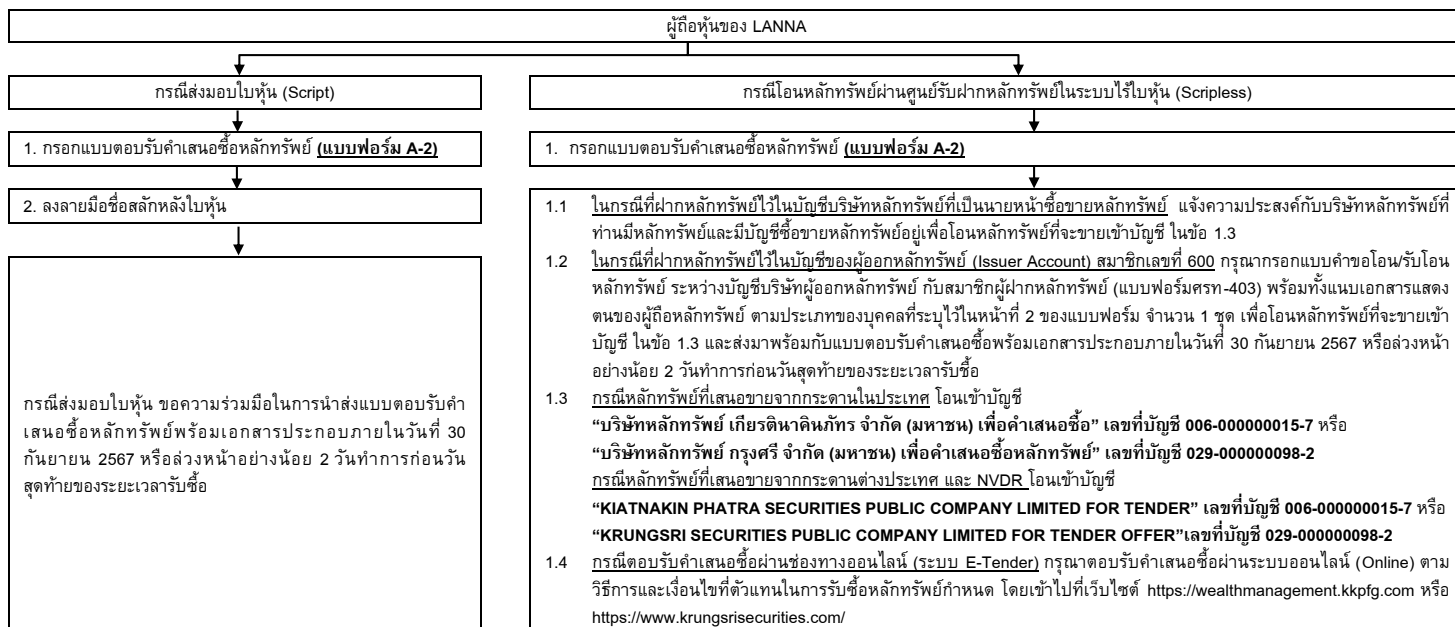 ผู้ถือหุ้นของ LANNA
กรณีส่งมอบใบหุ้น (Script)
1. กรอกแบบตอบรับคำเสนอซื้อหลักทรัพย์ (แบบฟอร์ม A-2)
2. ลงลายมือชื่อสลักหลังใบหุ้น
กรณีส่งมอบใบหุ้น ขอความร่วมมือในการนำส่งแบบตอบรับคำ
เสนอซื้อหลักทรัพย์พร้อมเอกสารประกอบภายในวันที่ 30
กันยายน 2567 หรือล่วงหน้าอย่างน้อย 2 วันทำการก่อนวัน
สุดท้ายของระยะเวลารับซื้อ
กรณีโอนหลักทรัพย์ผ่านศูนย์รับฝากหลักทรัพย์ในระบบไร้ใบหุ้น (Scripless)
1. กรอกแบบตอบรับคำเสนอซื้อหลักทรัพย์ (แบบฟอร์ม A-2)
1.1 ในกรณีที่ฝากหลักทรัพย์ไว้ในบัญชีบริษัทหลักทรัพย์ที่เป็นนายหน้าซื้อขายหลักทรัพย์ แจ้งความประสงค์กับบริษัทหลักทรัพย์ที่
ท่านมีหลักทรัพย์และมีบัญชีซื้อขายหลักทรัพย์อยู่เพื่อโอนหลักทรัพย์ที่จะขายเข้าบัญชี ในข้อ 1.3
1.2 ในกรณีที่ฝากหลักทรัพย์ไว้ในบัญชีของผู้ออกหลักทรัพย์ (Issuer Account) สมาชิกเลขที่ 600 กรุณากรอกแบบคำขอโอน/รับโอน
หลักทรัพย์ ระหว่างบัญชีบริษัทผู้ออกหลักทรัพย์ กับสมาชิกผู้ฝากหลักทรัพย์ (แบบฟอร์มศรท-403) พร้อมทั้งแนบเอกสารแสดง
ตนของผู้ถือหลักทรัพย์ ตามประเภทของบุคคลที่ระบุไว้ในหน้าที่ 2 ของแบบฟอร์ม จำนวน 1 ชุด เพื่อโอนหลักทรัพย์ที่จะขายเข้า
บัญชี ในข้อ 1.3 และส่งมาพร้อมกับแบบตอบรับคำเสนอซื้อพร้อมเอกสารประกอบภายในวันที่ 30 กันยายน 2567 หรือล่วงหน้า
อย่างน้อย 2 วันทำการก่อนวันสุดท้ายของระยะเวลารับซื้อ
1.3 กรณีหลักทรัพย์ที่เสนอขายจากกระดานในประเทศ โอนเข้าบัญชี
“บริษัทหลักทรัพย์ เกียรตินาคินภัทร จำกัด (มหาชน) เพื่อคำเสนอซื้อ” เลขที่บัญชี 006-000000015-7 หรือ
“บริษัทหลักทรัพย์ กรุงศรี จำกัด (มหาชน) เพื่อคำเสนอซื้อหลักทรัพย์” เลขที่บัญชี 029-000000098-2
กรณีหลักทรัพย์ที่เสนอขายจากกระดานต่างประเทศ และ NVDR โอนเข้าบัญชี
“KIATNAKIN PHATRA SECURITIES PUBLIC COMPANY LIMITED FOR TENDER” เลขที่บัญชี 006-000000015-7 หรือ
“KRUNGSRI SECURITIES PUBLIC COMPANY LIMITED FOR TENDER OFFER”เลขที่บัญชี 029-000000098-2
1.4 กรณีตอบรับคำเสนอซื้อผ่านช่องทางออนไลน์ (ระบบ E-Tender) กรุณาตอบรับคำเสนอซื้อผ่านระบบออนไลน์ (Online) ตาม
วิธีการและเงื่อนไขที่ตัวแทนในการรับซื้อหลักทรัพย์กำหนด โดยเข้าไปที่เว็บไซต์ https://wealthmanagement.kkpfg.com หรือ
https://www.krungsrisecurities.com/